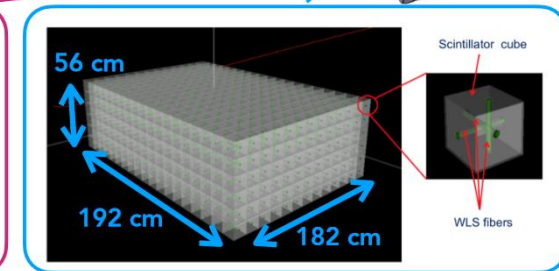 56 cm
192 cm
182 cm
Scintillator cube
WLS fibers